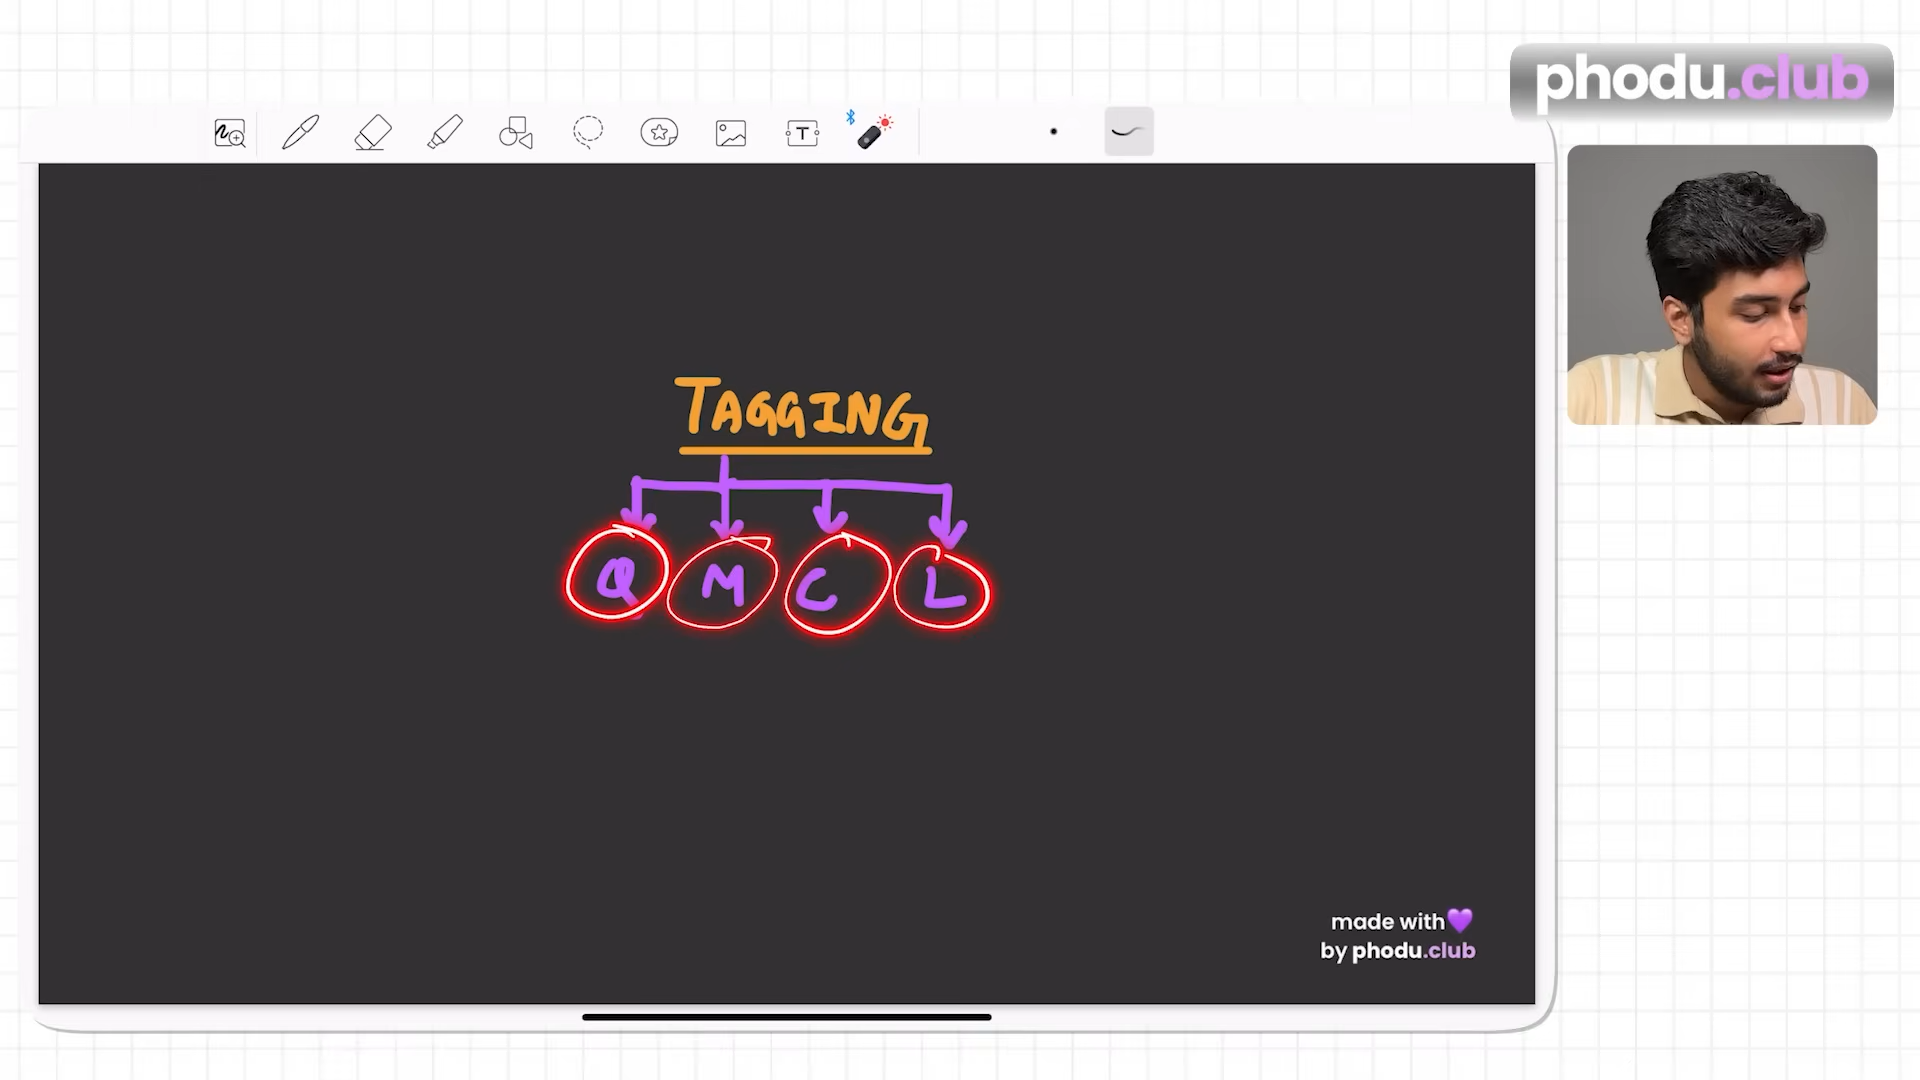 phodu.club
T
TAGGING
Q M C L
made with💜
by phodu.club